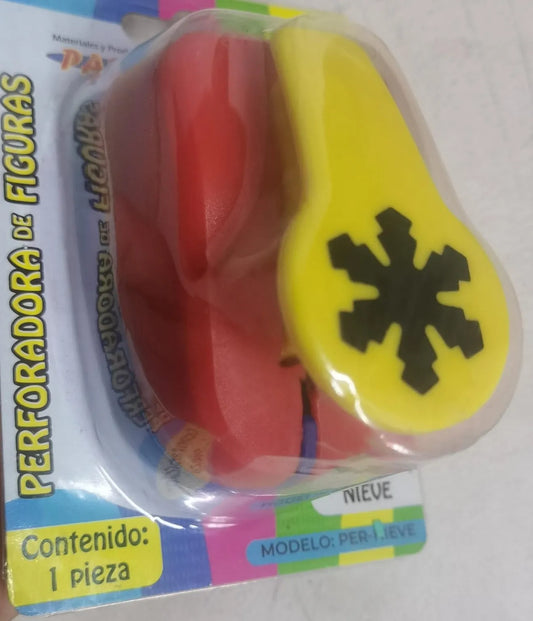 Materiales y Prod
PERFORADORA DE FIGURAS
Contenido:
1 pieza
NIEVE
MODELO: PER-NIEVE